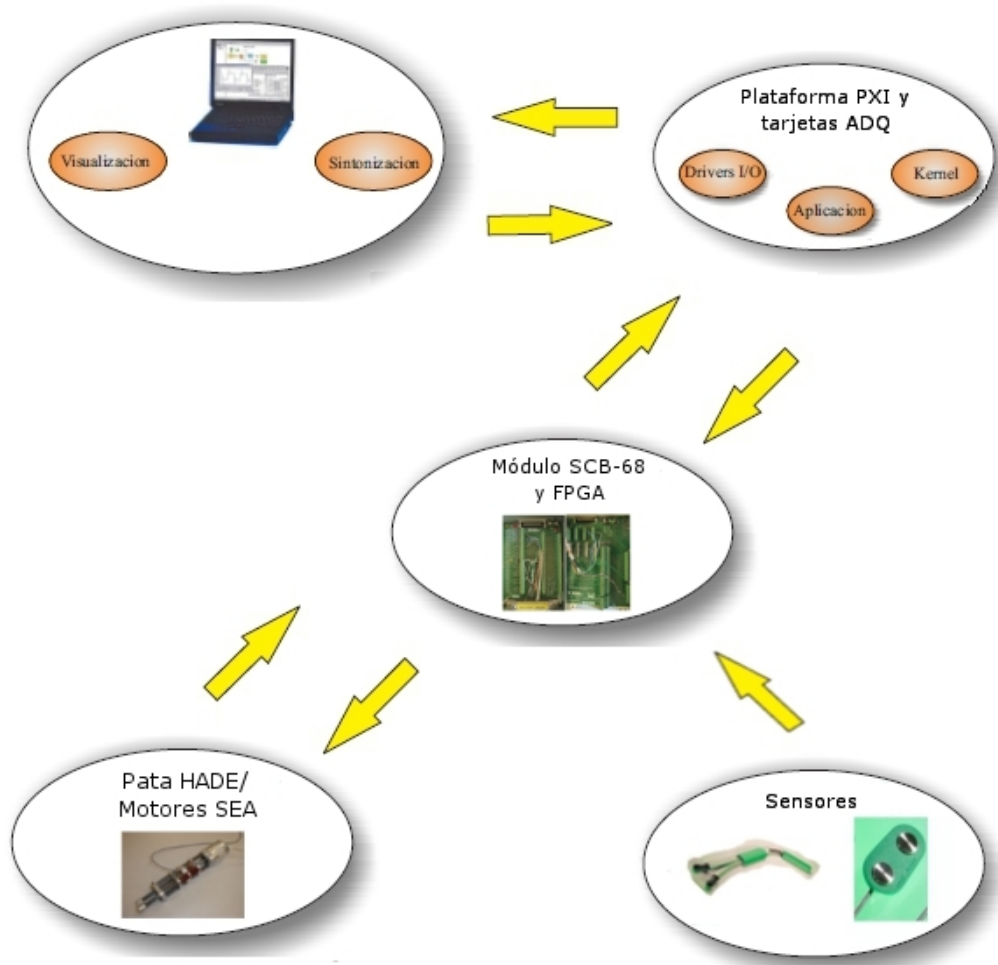 Visualizacion
Sintonizacion
Plataforma PXI y
tarjetas ADQ
Drivers I/O
Kernel
Aplicacion
Módulo SCB-68
y FPGA
Pata HADE/
Motores SEA
Sensores